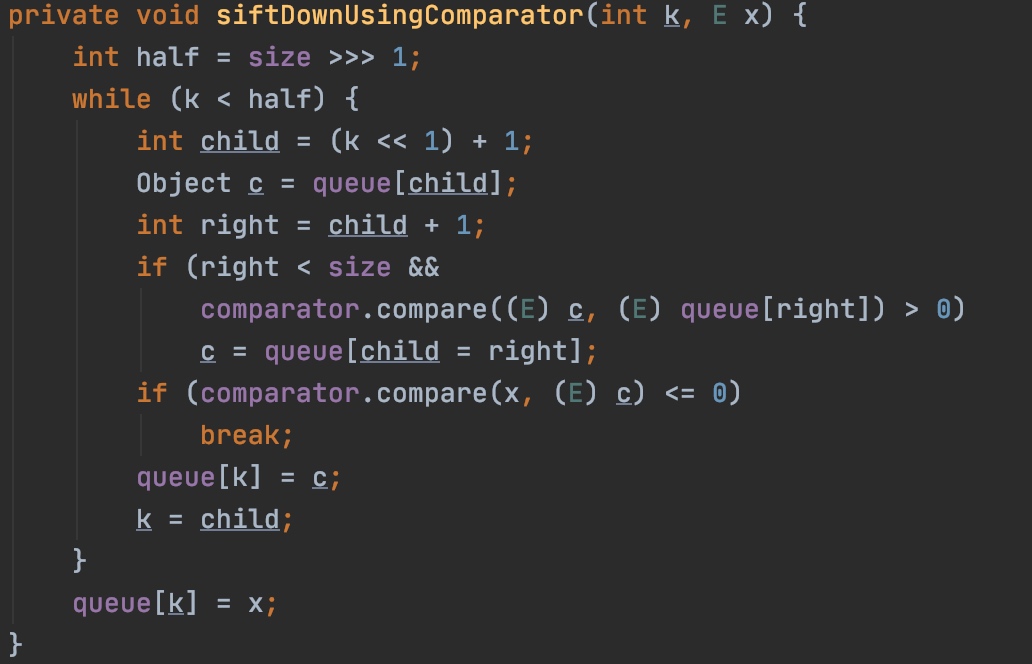 private void siftDownUsingComparator(int k, E x) {
    int half = size >>> 1;
    while (k < half) {
        int child = (k << 1) + 1;
        Object c = queue[child];
        int right = child + 1;
        if (right < size &&
            comparator.compare((E) c, (E) queue[right]) > 0)
            c = queue[child = right];
        if (comparator.compare(x, (E) c) <= 0)
            break;
        queue[k] = c;
        k = child;
    }
    queue[k] = x;
}